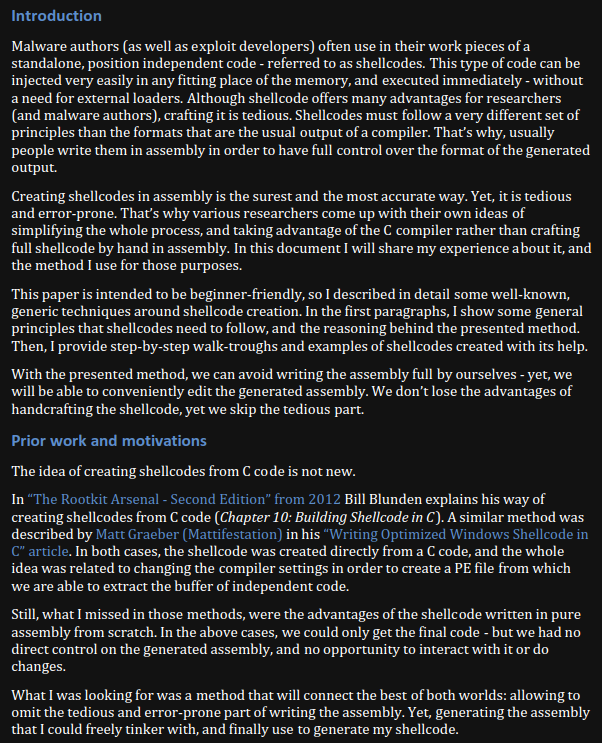 Introduction
Malware authors (as well as exploit developers) often use in their work pieces of a
standalone, position independent code - referred to as shellcodes. This type of code can be
injected very easily in any fitting place of the memory, and executed immediately - without
a need for external loaders. Although shellcode offers many advantages for researchers
(and malware authors), crafting it is tedious. Shellcodes must follow a very different set of
principles than the formats that are the usual output of a compiler. That's why, usually
people write them in assembly in order to have full control over the format of the generated
output.
Creating shellcodes in assembly is the surest and the most accurate way. Yet, it is tedious
and error-prone. That's why various researchers come up with their own ideas of
simplifying the whole process, and taking advantage of the C compiler rather than crafting
full shellcode by hand in assembly. In this document I will share my experience about it, and
the method I use for those purposes.
This paper is intended to be beginner-friendly, so I described in detail some well-known,
generic techniques around shellcode creation. In the first paragraphs, I show some general
principles that shellcodes need to follow, and the reasoning behind the presented method.
Then, I provide step-by-step walk-troughs and examples of shellcodes created with its help.
With the presented method, we can avoid writing the assembly full by ourselves - yet, we
will be able to conveniently edit the generated assembly. We don't lose the advantages of
handcrafting the shellcode, yet we skip the tedious part.
Prior work and motivations
The idea of creating shellcodes from C code is not new.
In "The Rootkit Arsenal - Second Edition" from 2012 Bill Blunden explains his way of
creating shellcodes from C code (Chapter 10: Building Shellcode in C). A similar method was
described by Matt Graeber (Mattifestation) in his "Writing Optimized Windows Shellcode in
C" article. In both cases, the shellcode was created directly from a C code, and the whole
idea was related to changing the compiler settings in order to create a PE file from which
we are able to extract the buffer of independent code.
Still, what I missed in those methods, were the advantages of the shellcode written in pure
assembly from scratch. In the above cases, we could only get the final code - but we had no
direct control on the generated assembly, and no opportunity to interact with it or do
changes.
What I was looking for was a method that will connect the best of both worlds: allowing to
omit the tedious and error-prone part of writing the assembly. Yet, generating the assembly
that I could freely tinker with, and finally use to generate my shellcode.